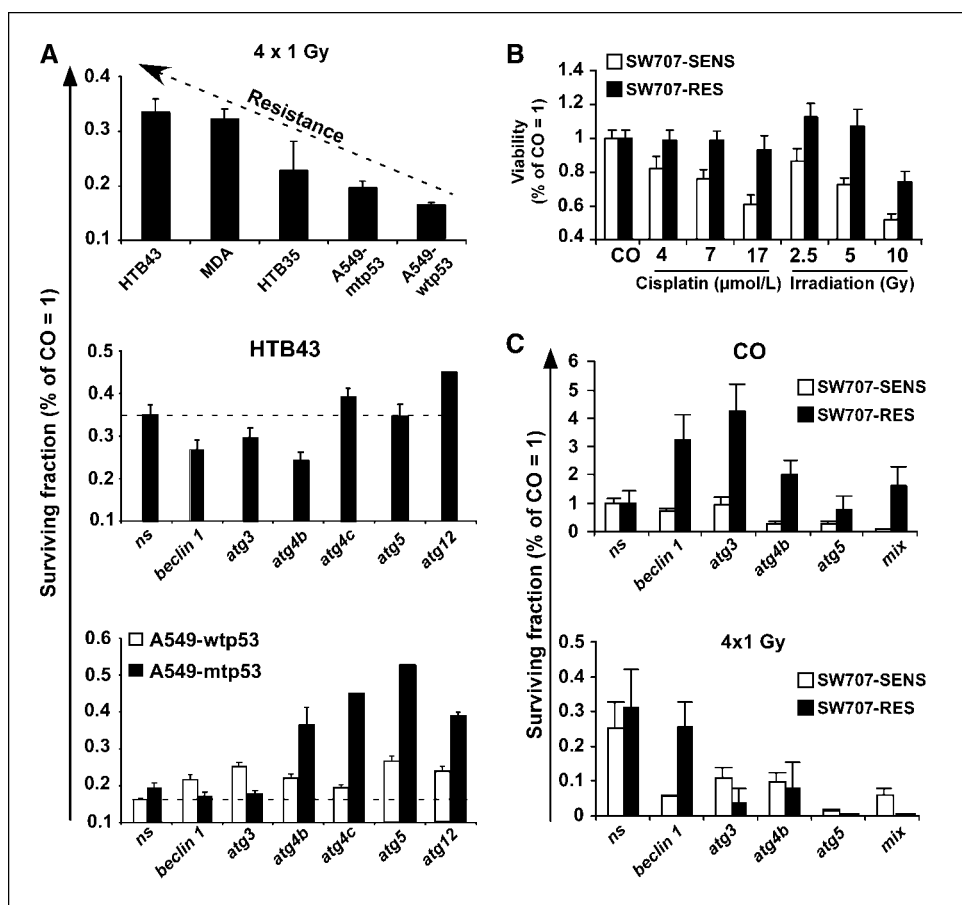 A
4 x 1 Gy
0.4
0.3
0.2
0.1
Resistance
HTB43
MDA
HTB35
A549-mtp53
A549-wtp53
Surviving fraction (% of CO = 1)
HTB43
0.5
0.4
0.3
0.2
0.1
ns
beclin 1
atg3
atg4b
atg4c
atg5
atg12
A549-wtp53
A549-mtp53
0.6
0.5
0.4
0.3
0.2
0.1
ns
beclin 1
atg3
atg4b
atg4c
atg5
atg12
B
SW707-SENS
SW707-RES
Viability
(% of CO = 1)
1.4
1.2
1
0.8
0.6
0.4
CO 4 7 17 2.5 5 10
Cisplatin (µmol/L) Irradiation (Gy)
C
CO
SW707-SENS
SW707-RES
6
5
4
3
2
1
0
ns
beclin 1
atg3
atg4b
atg5
mix
Surviving fraction (% of CO = 1)
4x1 Gy
SW707-SENS
SW707-RES
0.5
0.4
0.3
0.2
0.1
0
ns
beclin 1
atg3
atg4b
atg5
mix